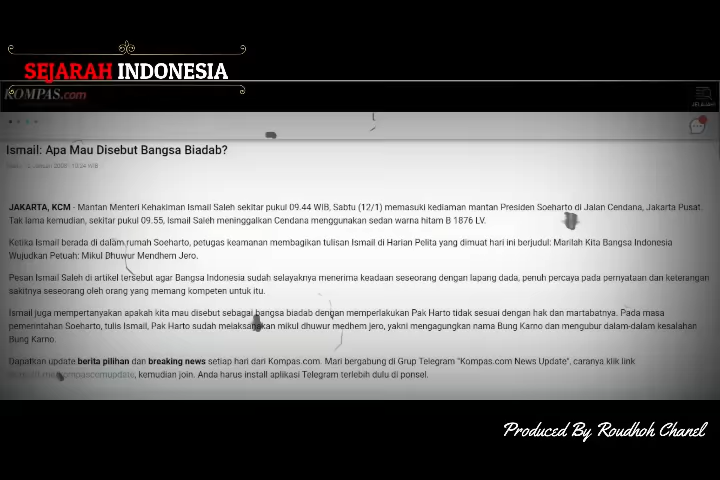 SEJARAH INDONESIA
KOMPAS.com
Ismail: Apa Mau Disebut Bangsa Biadab?
JAKARTA, KCM - Mantan Menteri Kehakiman Ismail Saleh sekitar pukul 09.44 WIB, Sabtu (12/1) memasuki kediaman mantan Presiden Soeharto di Jalan Cendana, Jakarta Pusat.
Tak lama kemudian, sekitar pukul 09.55, Ismail Saleh meninggalkan Cendana menggunakan sedan warna hitam B 1876 LV.
Ketika Ismail berada di dalam rumah Soeharto, petugas keamanan membagikan tulisan Ismail di Harian Pelita yang dimuat hari ini berjudul: Marilah Kita Bangsa Indonesia
Wujudkan Petuah: Mikul Dhuwur Mendhem Jero.
Pesan Ismail Saleh di artikel tersebut agar Bangsa Indonesia sudah selayaknya menerima keadaan seseorang dengan lapang dada, penuh percaya pada pernyataan dan keterangan
sakitnya seseorang oleh orang yang memang kompeten untuk itu.
Ismail juga mempertanyakan apakah kita mau disebut sebagai bangsa biadab dengan memperlakukan Pak Harto tidak sesuai dengan hak dan martabatnya. Pada masa
pemerintahan Soeharto, tulis Ismail, Pak Harto sudah melaksanakan mikul dhuwur medhem jero, yakni mengagungkan nama Bung Karno dan mengubur dalam-dalam kesalahan
Bung Karno.
Dapatkan update berita pilihan dan breaking news setiap hari dari Kompas.com. Mari bergabung di Grup Telegram "Kompas.com News Update", caranya klik link
kemudian join. Anda harus install aplikasi Telegram terlebih dulu di ponsel.
Produced By Roudhoh Chanel